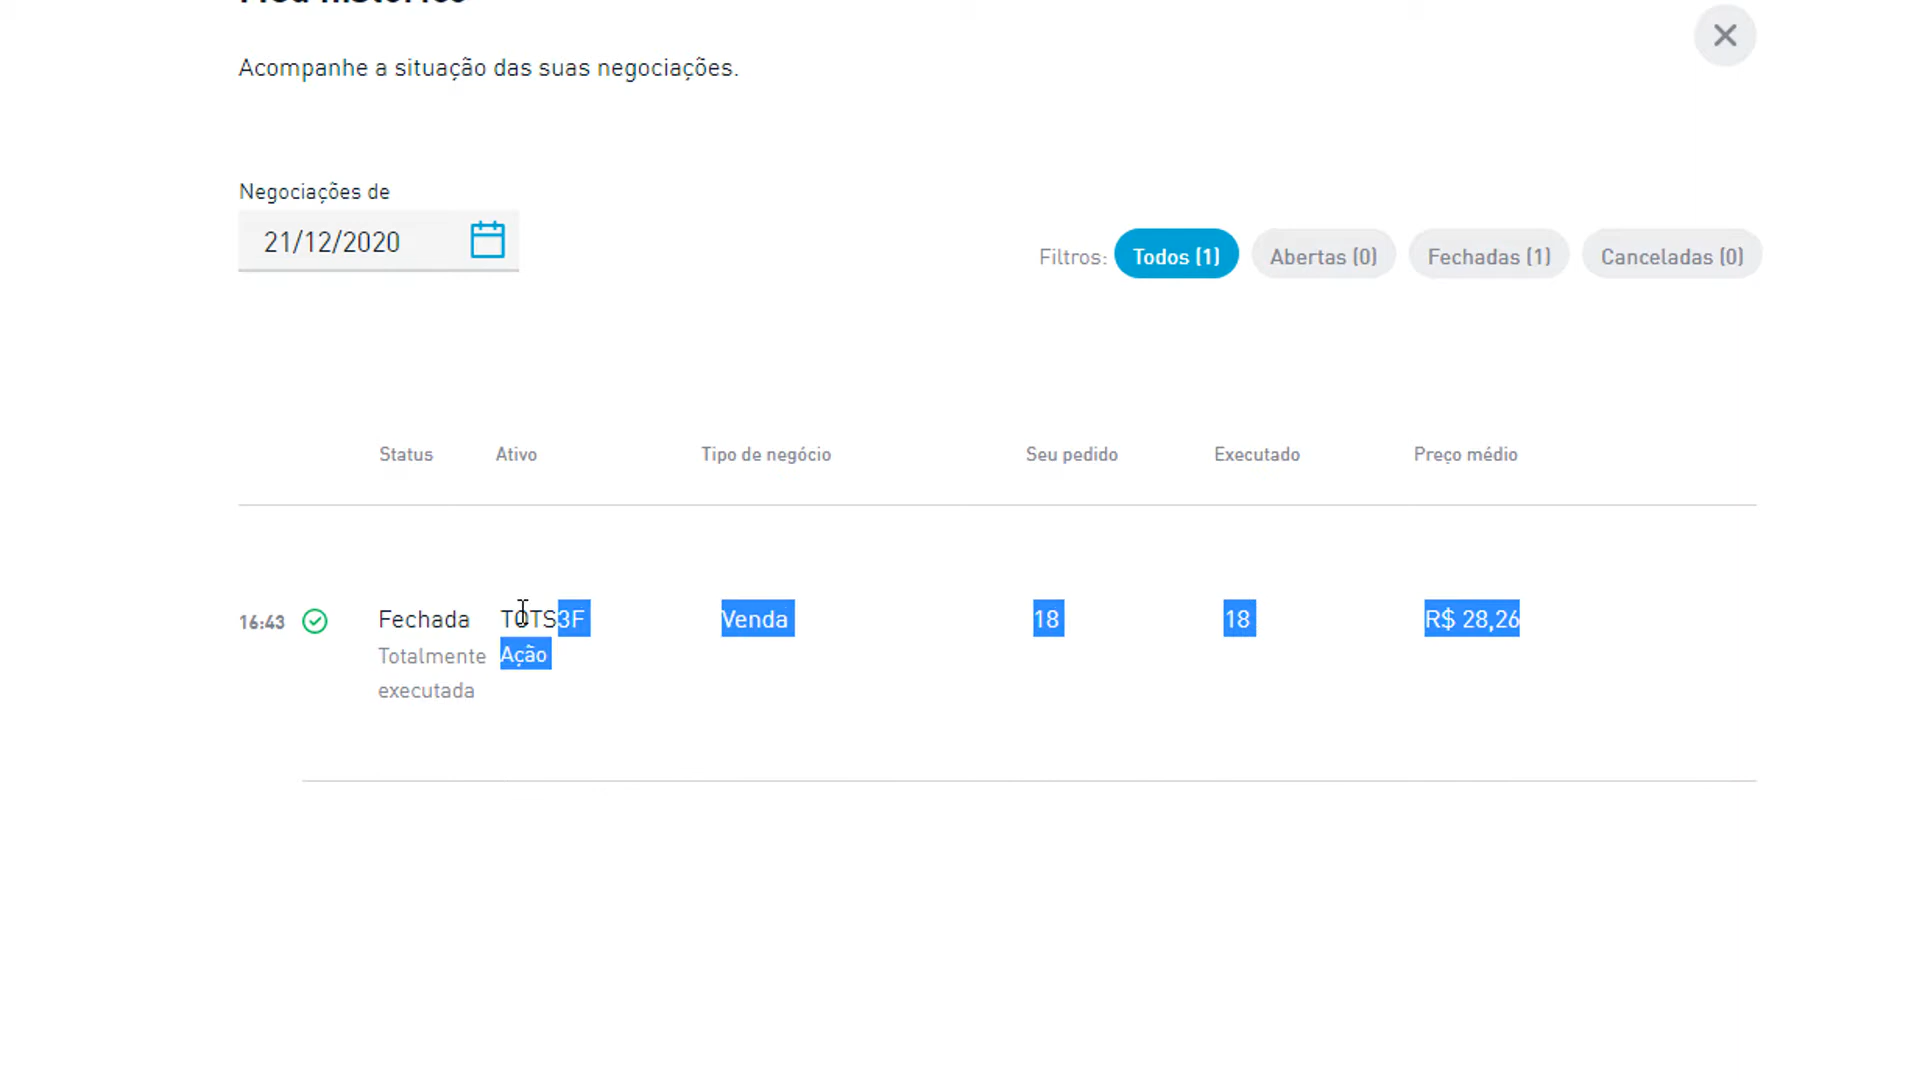 Meu histórico
Acompanhe a situação das suas negociações.
Negociações de
21/12/2020
Filtros: Todos (1) Abertas (0) Fechadas (1) Canceladas (0)
Status Ativo Tipo de negócio Seu pedido Executado Preço médio
16:43 Fechada TOTS3F Venda 18 18 R$ 28,26
Totalmente Ação
executada